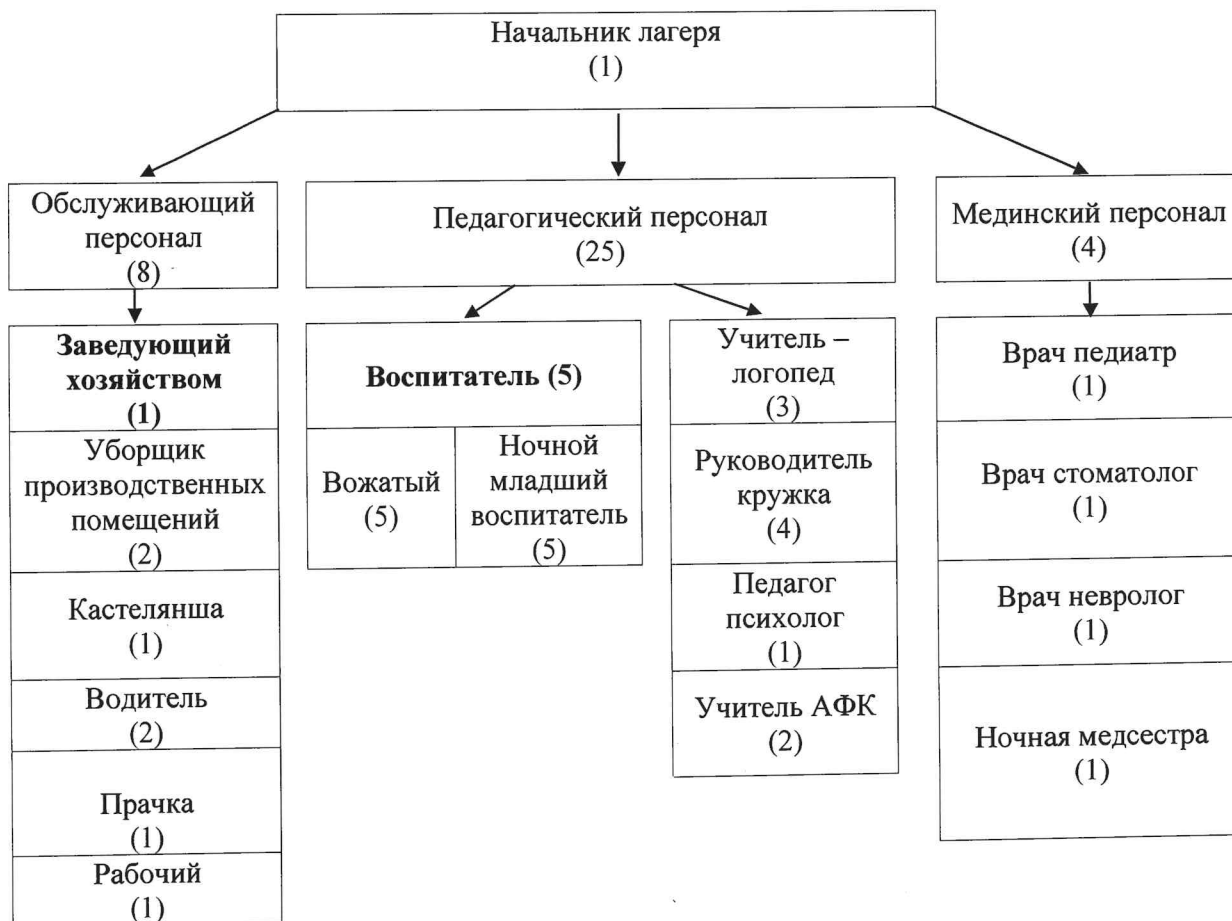 Начальник лагеря
(1)
Обслуживающий
персонал
(8)
Педагогический персонал
(25)
Мединский персонал
(4)
Заведующий
хозяйством
(1)
Уборщик
производственных
помещений
(2)
Кастелянша
(1)
Водитель
(2)
Прачка
(1)
Рабочий
(1)
Воспитатель (5)
Вожатый
(5)
Ночной
младший
воспитатель
(5)
Учитель –
логопед
(3)
Руководитель
кружка
(4)
Педагог
психолог
(1)
Учитель АФК
(2)
Врач педиатр
(1)
Врач стоматолог
(1)
Врач невролог
(1)
Ночная медсестра
(1)